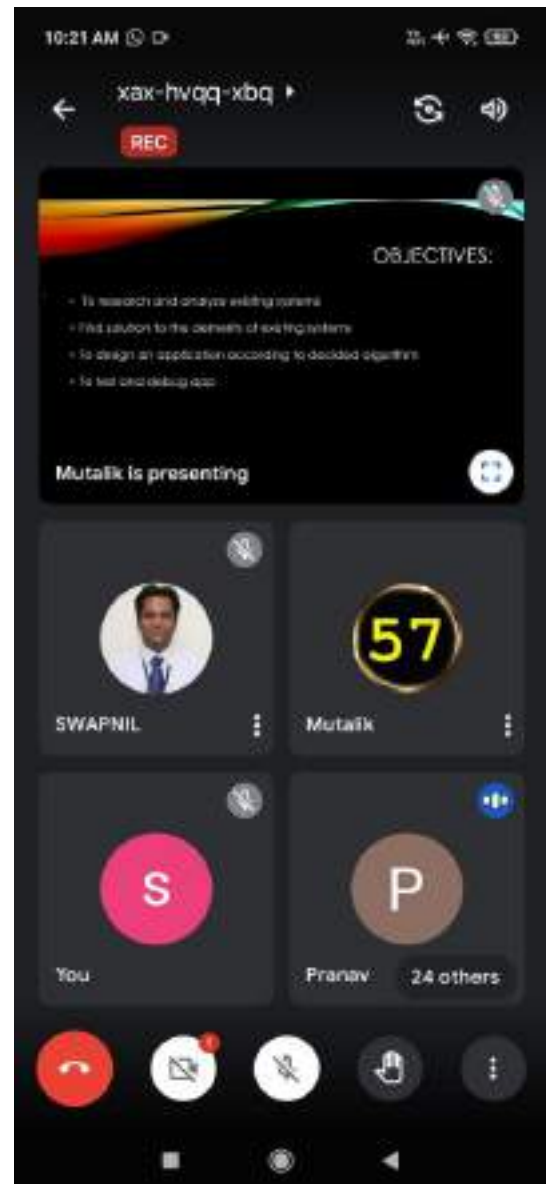 10:21 AM
xax-hvqq-xbq
REC
OBJECTIVES:
To research and analyze existing systems
Find solution to the demerits of existing systems
To design an application according to decided algorithm
To test and debug app
Mutalik is presenting
57
SWAPNIL
Mutalik
S
P
You
Pranav
24 others